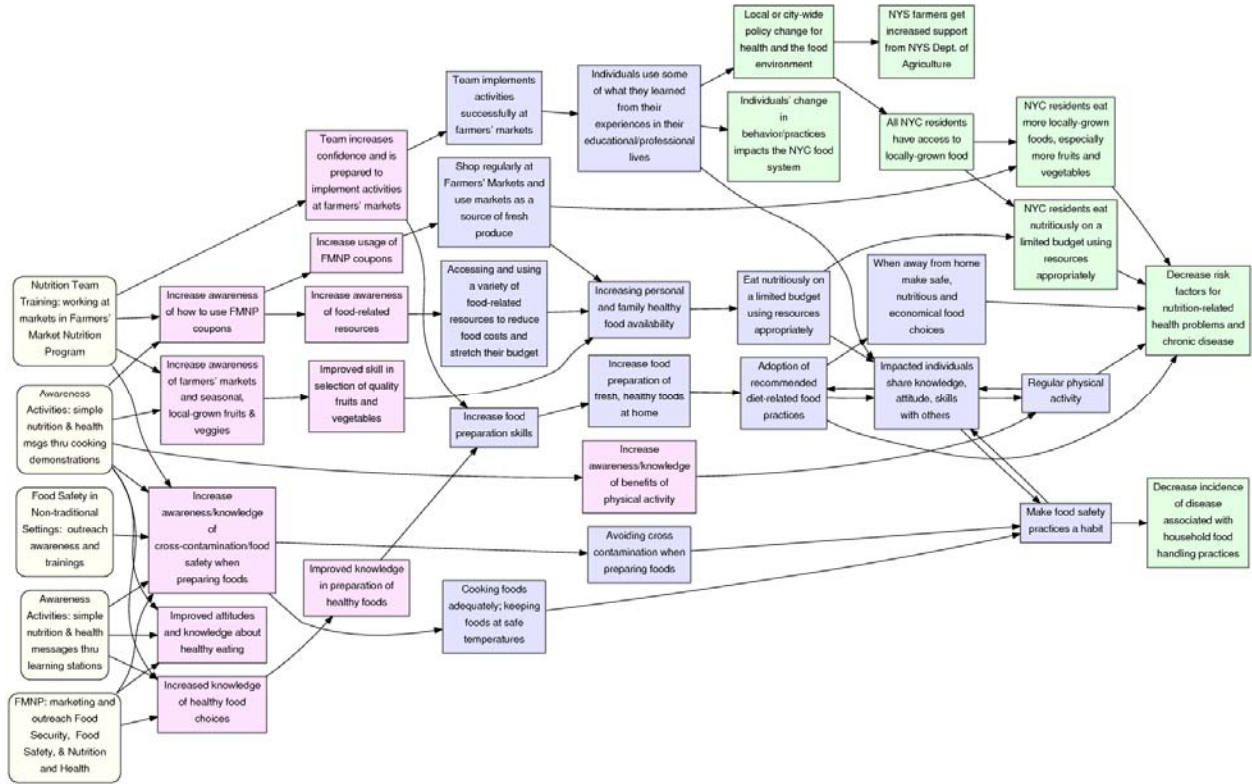 Nutrition Team
Training: working at
markets in Farmers'
Market Nutrition
Program
Awareness
Activities: simple
nutrition & health
msgs thru cooking
demonstrations
Food Safety in
Non-traditional
Settings: outreach
awareness and
trainings
Awareness
Activities: simple
nutrition & health
messages thru
learning stations
FMNP: marketing and
outreach Food
Security, Food
Safety, & Nutrition
and Health
Increase awareness
of how to use FMNP
coupons
Increase awareness
of farmers' markets
and seasonal,
local-grown fruits &
veggies
Increase
awareness/knowledge
of
cross-contamination/food
safety when
preparing foods
Improved attitudes
and knowledge about
healthy eating
Increased knowledge
of healthy food
choices
Team increases
confidence and is
prepared to
implement activities
at farmers' markets
Increase usage of
FMNP coupons
Increase awareness
of food-related
resources
Improved skill in
selection of quality
fruits and
vegetables
Improved knowledge
in preparation of
healthy foods
Team implements
activities
successfully at
farmers' markets
Shop regularly at
Farmers' Markets and
use markets as a
source of fresh
produce
Accessing and using
a variety of
food-related
resources to reduce
food costs and
stretch their budget
Increase food
preparation skills
Cooking foods
adequately; keeping
foods at safe
temperatures
Individuals use some
of what they learned
from their
experiences in their
educational/professional
lives
Increasing personal
and family healthy
food availability
Increase food
preparation of
fresh, healthy foods
at home
Increase
awareness/knowledge
of benefits of
physical activity
Avoiding cross
contamination when
preparing foods
Local or city-wide
policy change for
health and the food
environment
Individuals' change
in
behavior/practices
impacts the NYC food
system
Eat nutritiously on
a limited budget
using resources
appropriately
Adoption of
recommended
diet-related food
practices
NYS farmers get
increased support
from NYS Dept. of
Agriculture
All NYC residents
have access to
locally-grown food
When away from home
make safe,
nutritious and
economical food
choices
Impacted individuals
share knowledge,
attitude, skills
with others
NYC residents eat
more locally-grown
foods, especially
more fruits and
vegetables
NYC residents eat
nutritiously on a
limited budget using
resources
appropriately
Regular physical
activity
Make food safety
practices a habit
Decrease risk
factors for
nutrition-related
health problems and
chronic disease
Decrease incidence
of disease
associated with
household food
handling practices